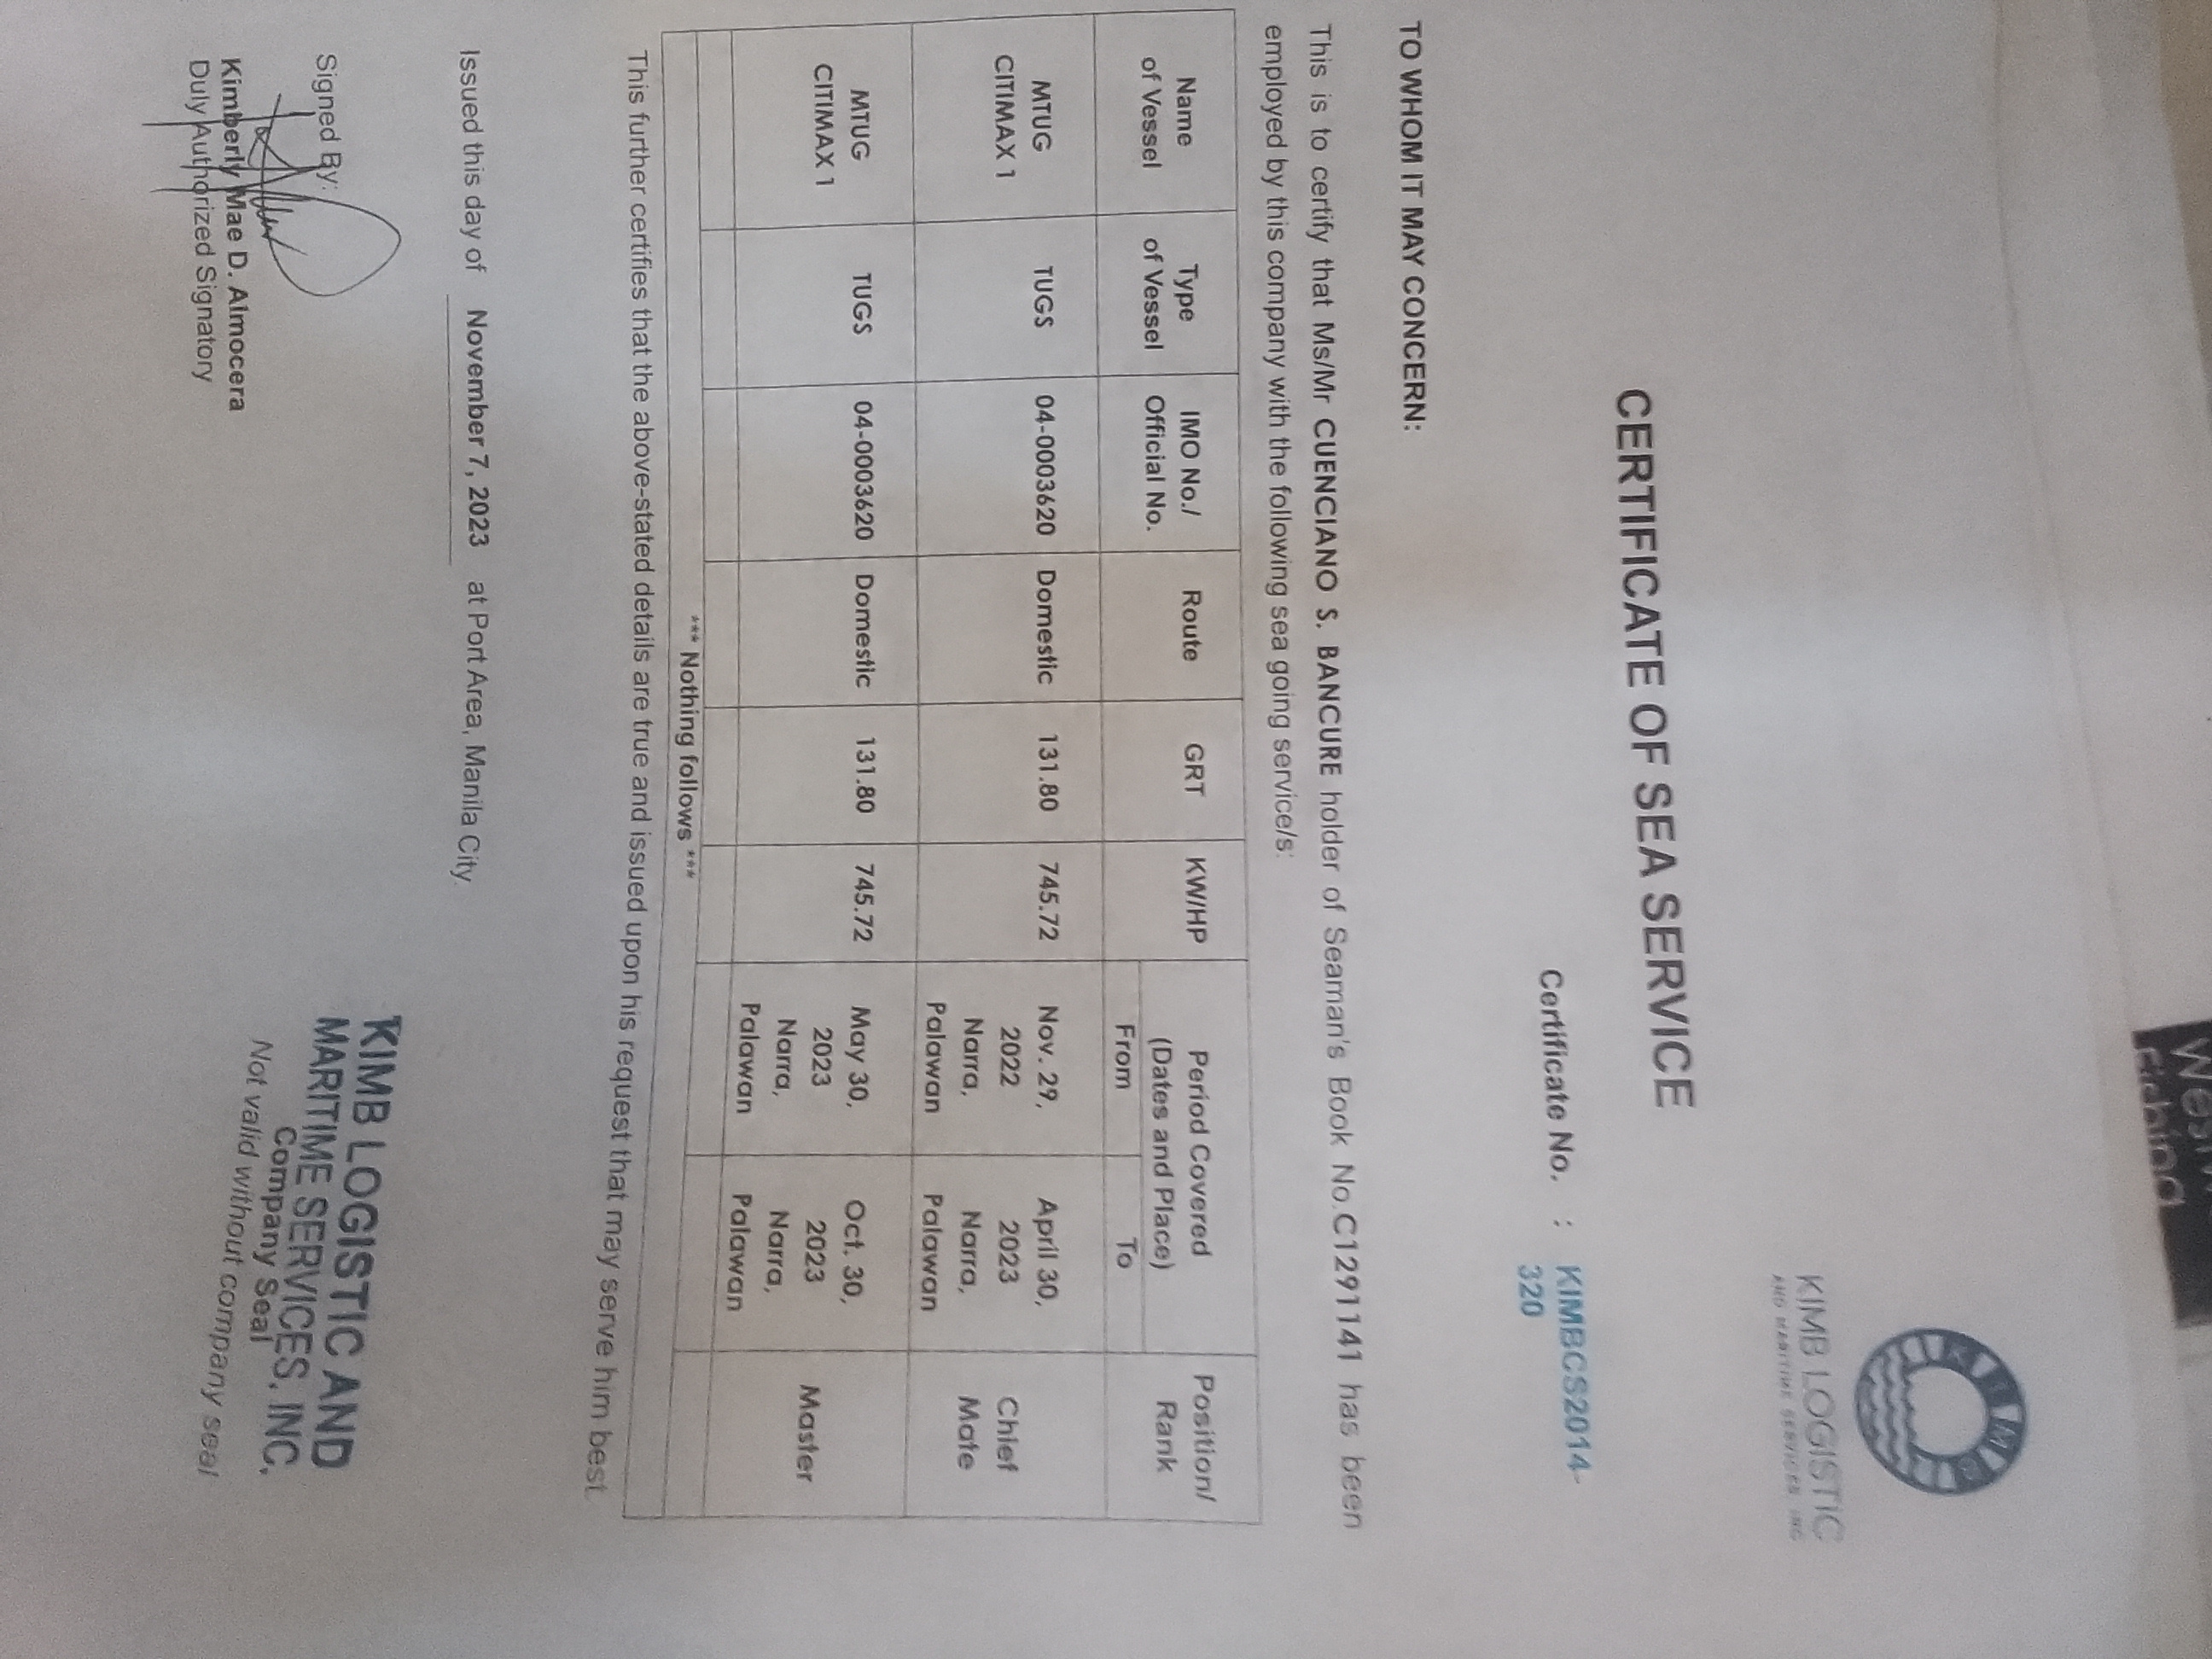 KIMB
KIMB LOGISTIC
AND MARITIME SERVICES INC
CERTIFICATE OF SEA SERVICE
Certificate No. : KIMBCS2014-
320
TO WHOM IT MAY CONCERN:
This is to certify that Ms/Mr CUENCIANO S. BANCURE holder of Seaman's Book No.C1291141 has been
employed by this company with the following sea going service/s:
Name of Vessel Type of Vessel IMO No./ Official No. Route GRT KW/HP Period Covered (Dates and Place) Position/ Rank
From To
MTUG CITIMAX 1 TUGS 04-0003620 Domestic 131.80 745.72 Nov. 29, 2022 Narra, Palawan April 30, 2023 Narra, Palawan Chief Mate
MTUG CITIMAX 1 TUGS 04-0003620 Domestic 131.80 745.72 May 30, 2023 Narra, Palawan Oct. 30, 2023 Narra, Palawan Master
*** Nothing follows ***
This further certifies that the above-stated details are true and issued upon his request that may serve him best.
Issued this day of November 7, 2023 at Port Area, Manila City.
Signed By:
Kimberly Mae D. Almocera
Duly Authorized Signatory
KIMB LOGISTIC AND
MARITIME SERVICES, INC.
Company Seal
Not valid without company seal